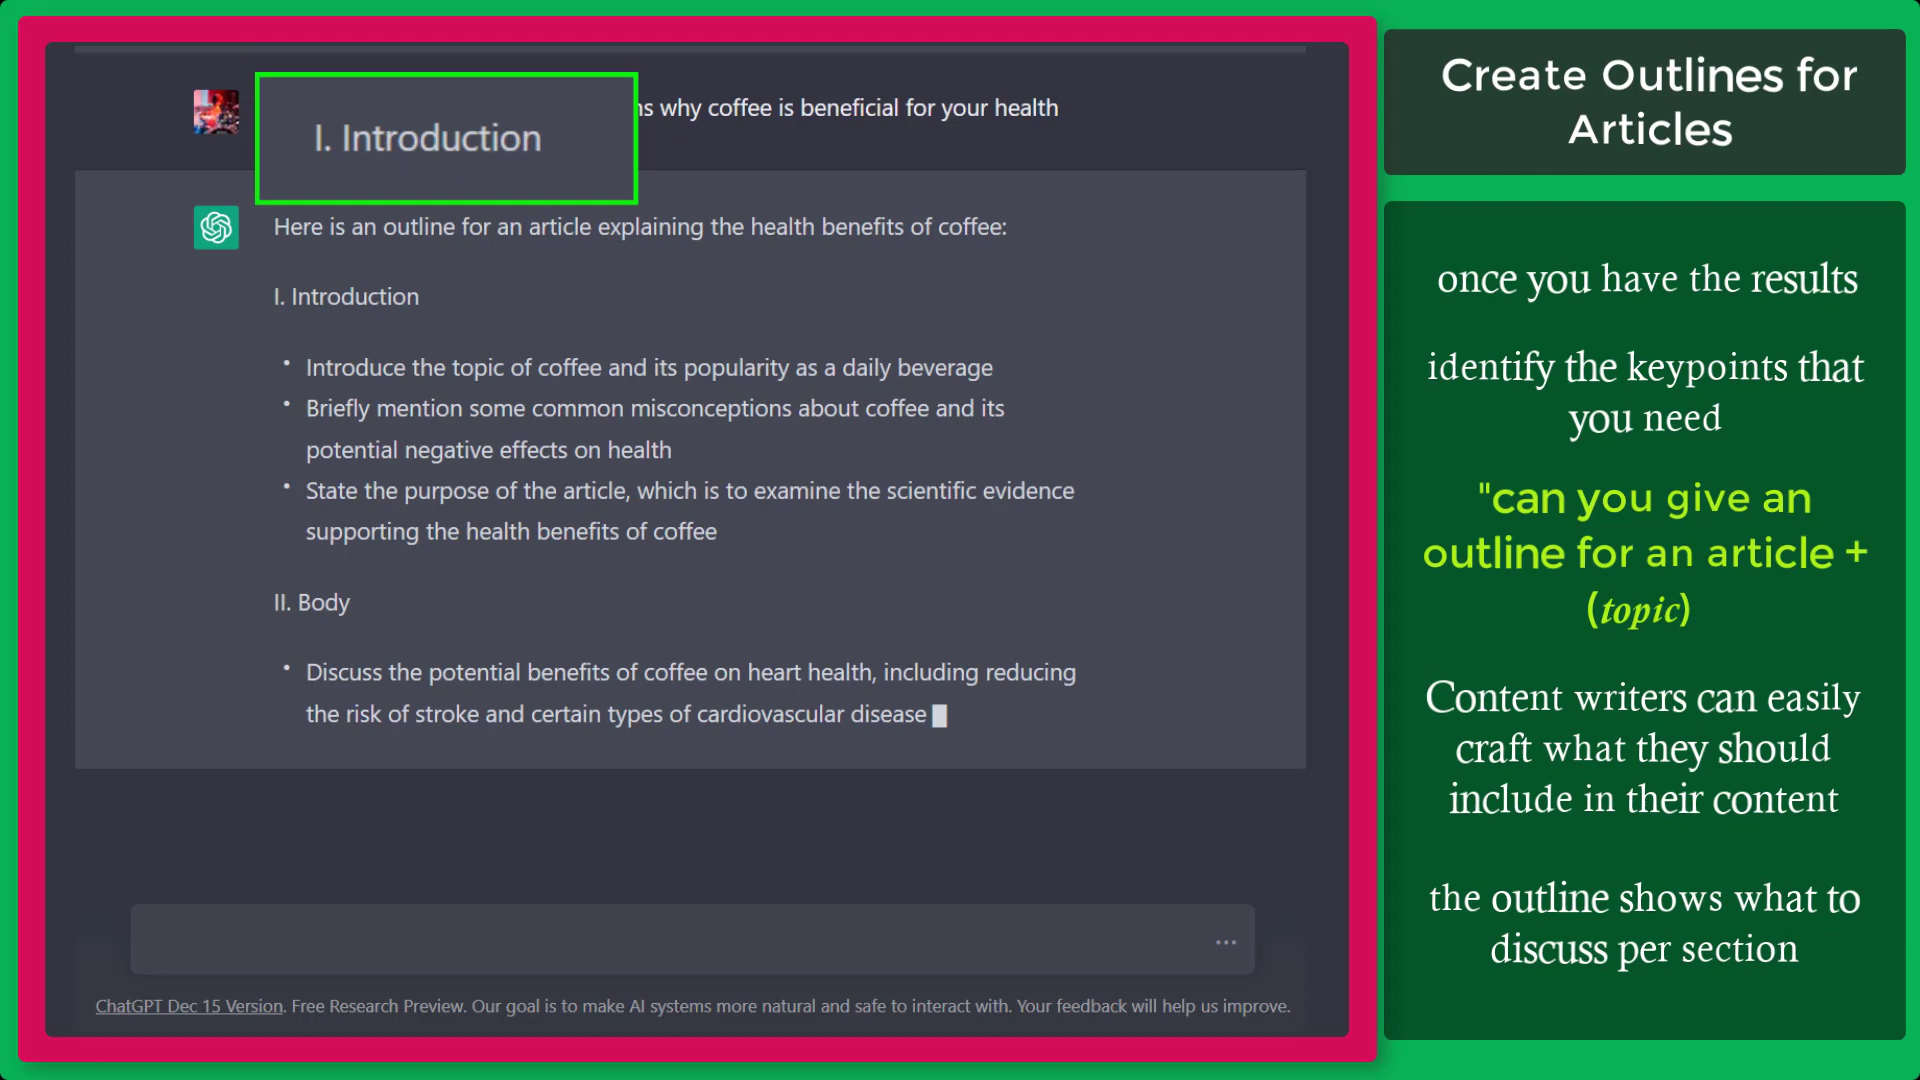 I. Introduction
why coffee is beneficial for your health
Here is an outline for an article explaining the health benefits of coffee:
I. Introduction
• Introduce the topic of coffee and its popularity as a daily beverage
• Briefly mention some common misconceptions about coffee and its
potential negative effects on health
• State the purpose of the article, which is to examine the scientific evidence
supporting the health benefits of coffee
II. Body
• Discuss the potential benefits of coffee on heart health, including reducing
the risk of stroke and certain types of cardiovascular disease
ChatGPT Dec 15 Version. Free Research Preview. Our goal is to make AI systems more natural and safe to interact with. Your feedback will help us improve.
Create Outlines for
Articles
once you have the results
identify the keypoints that
you need
"can you give an
outline for an article +
(topic)
Content writers can easily
craft what they should
include in their content
the outline shows what to
discuss per section